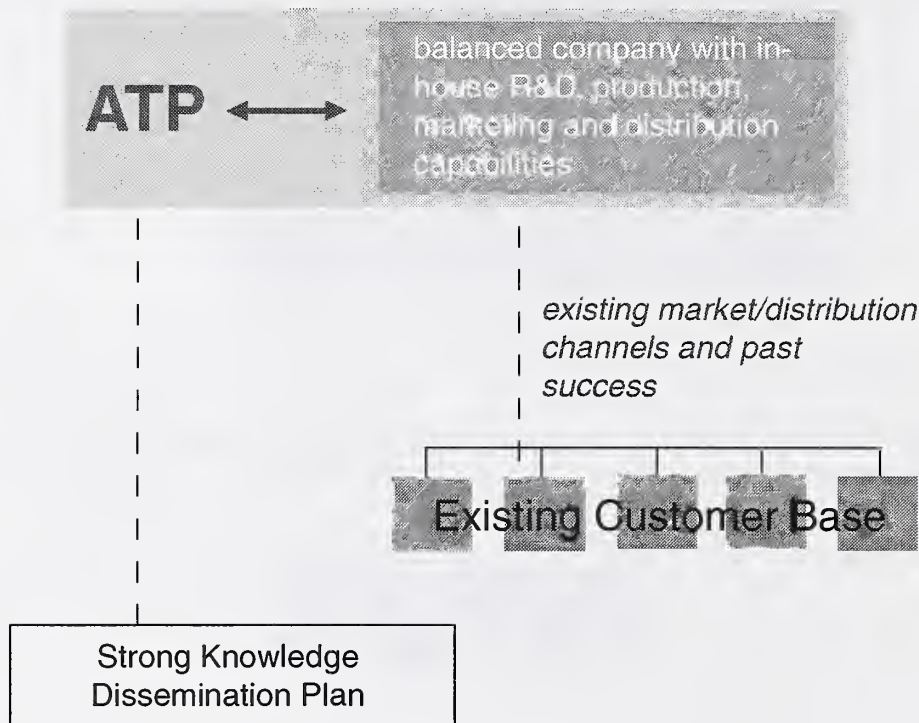 ATP
balanced company with in-
house R&D, production,
marketing and distribution
capabilities
existing market/distribution
channels and past
success
Existing Customer Base
Strong Knowledge
Dissemination Plan